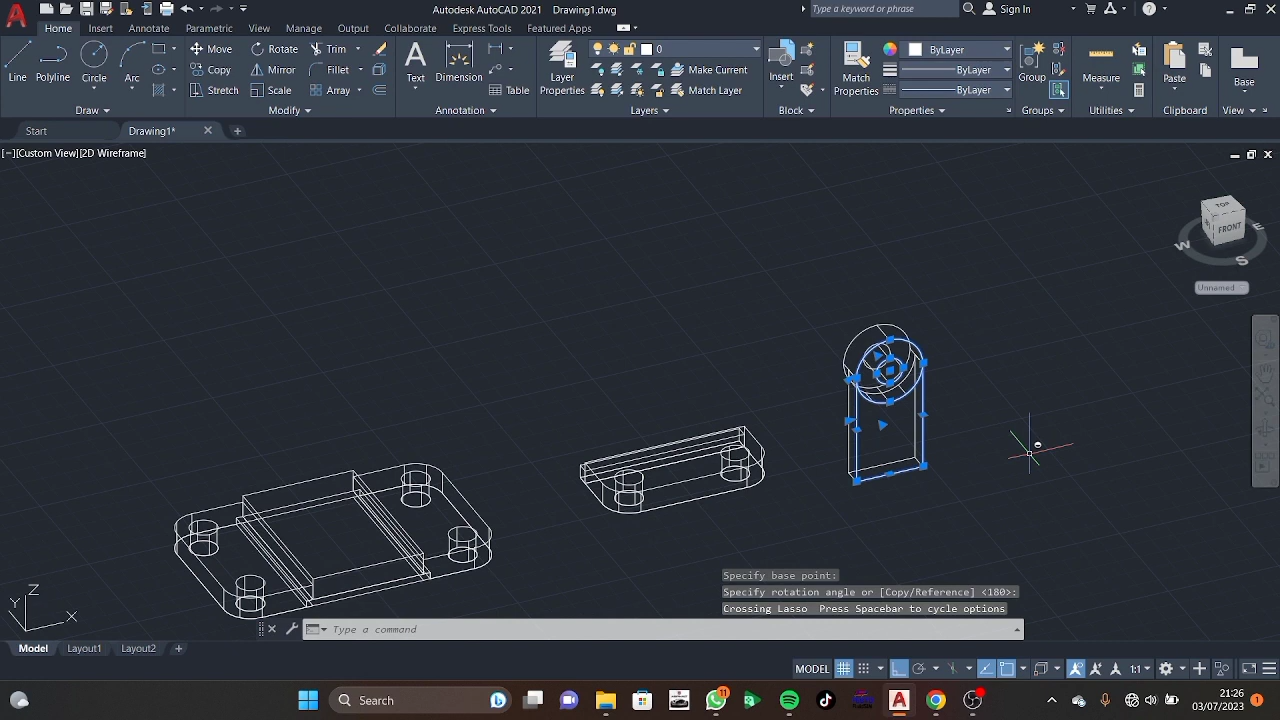 Autodesk AutoCAD 2021 Drawing1.dwg
Type a keyword or phrase
Sign In
Home Insert Annotate Parametric View Manage Output Collaborate Express Tools Featured Apps
Line Polyline Circle Arc
Move Rotate Trim
Copy Mirror Fillet
Stretch Scale Array
Text Dimension Table
Layer Properties
0
Make Current
Match Layer
Insert
Match Properties
ByLayer
ByLayer
ByLayer
Group
Measure
Paste
Base
Draw Modify Annotation Layers Block Properties Groups Utilities Clipboard View
Start Drawing1*
[−][Custom View][2D Wireframe]
TOP
FRONT
W
E
S
Unnamed
Z
Y
X
Specify base point:
Specify rotation angle or [Copy/Reference] <180>:
Crossing Lasso Press Spacebar to cycle options
Type a command
Model Layout1 Layout2
MODEL
1:1
Search
11
21:26
03/07/2023
1